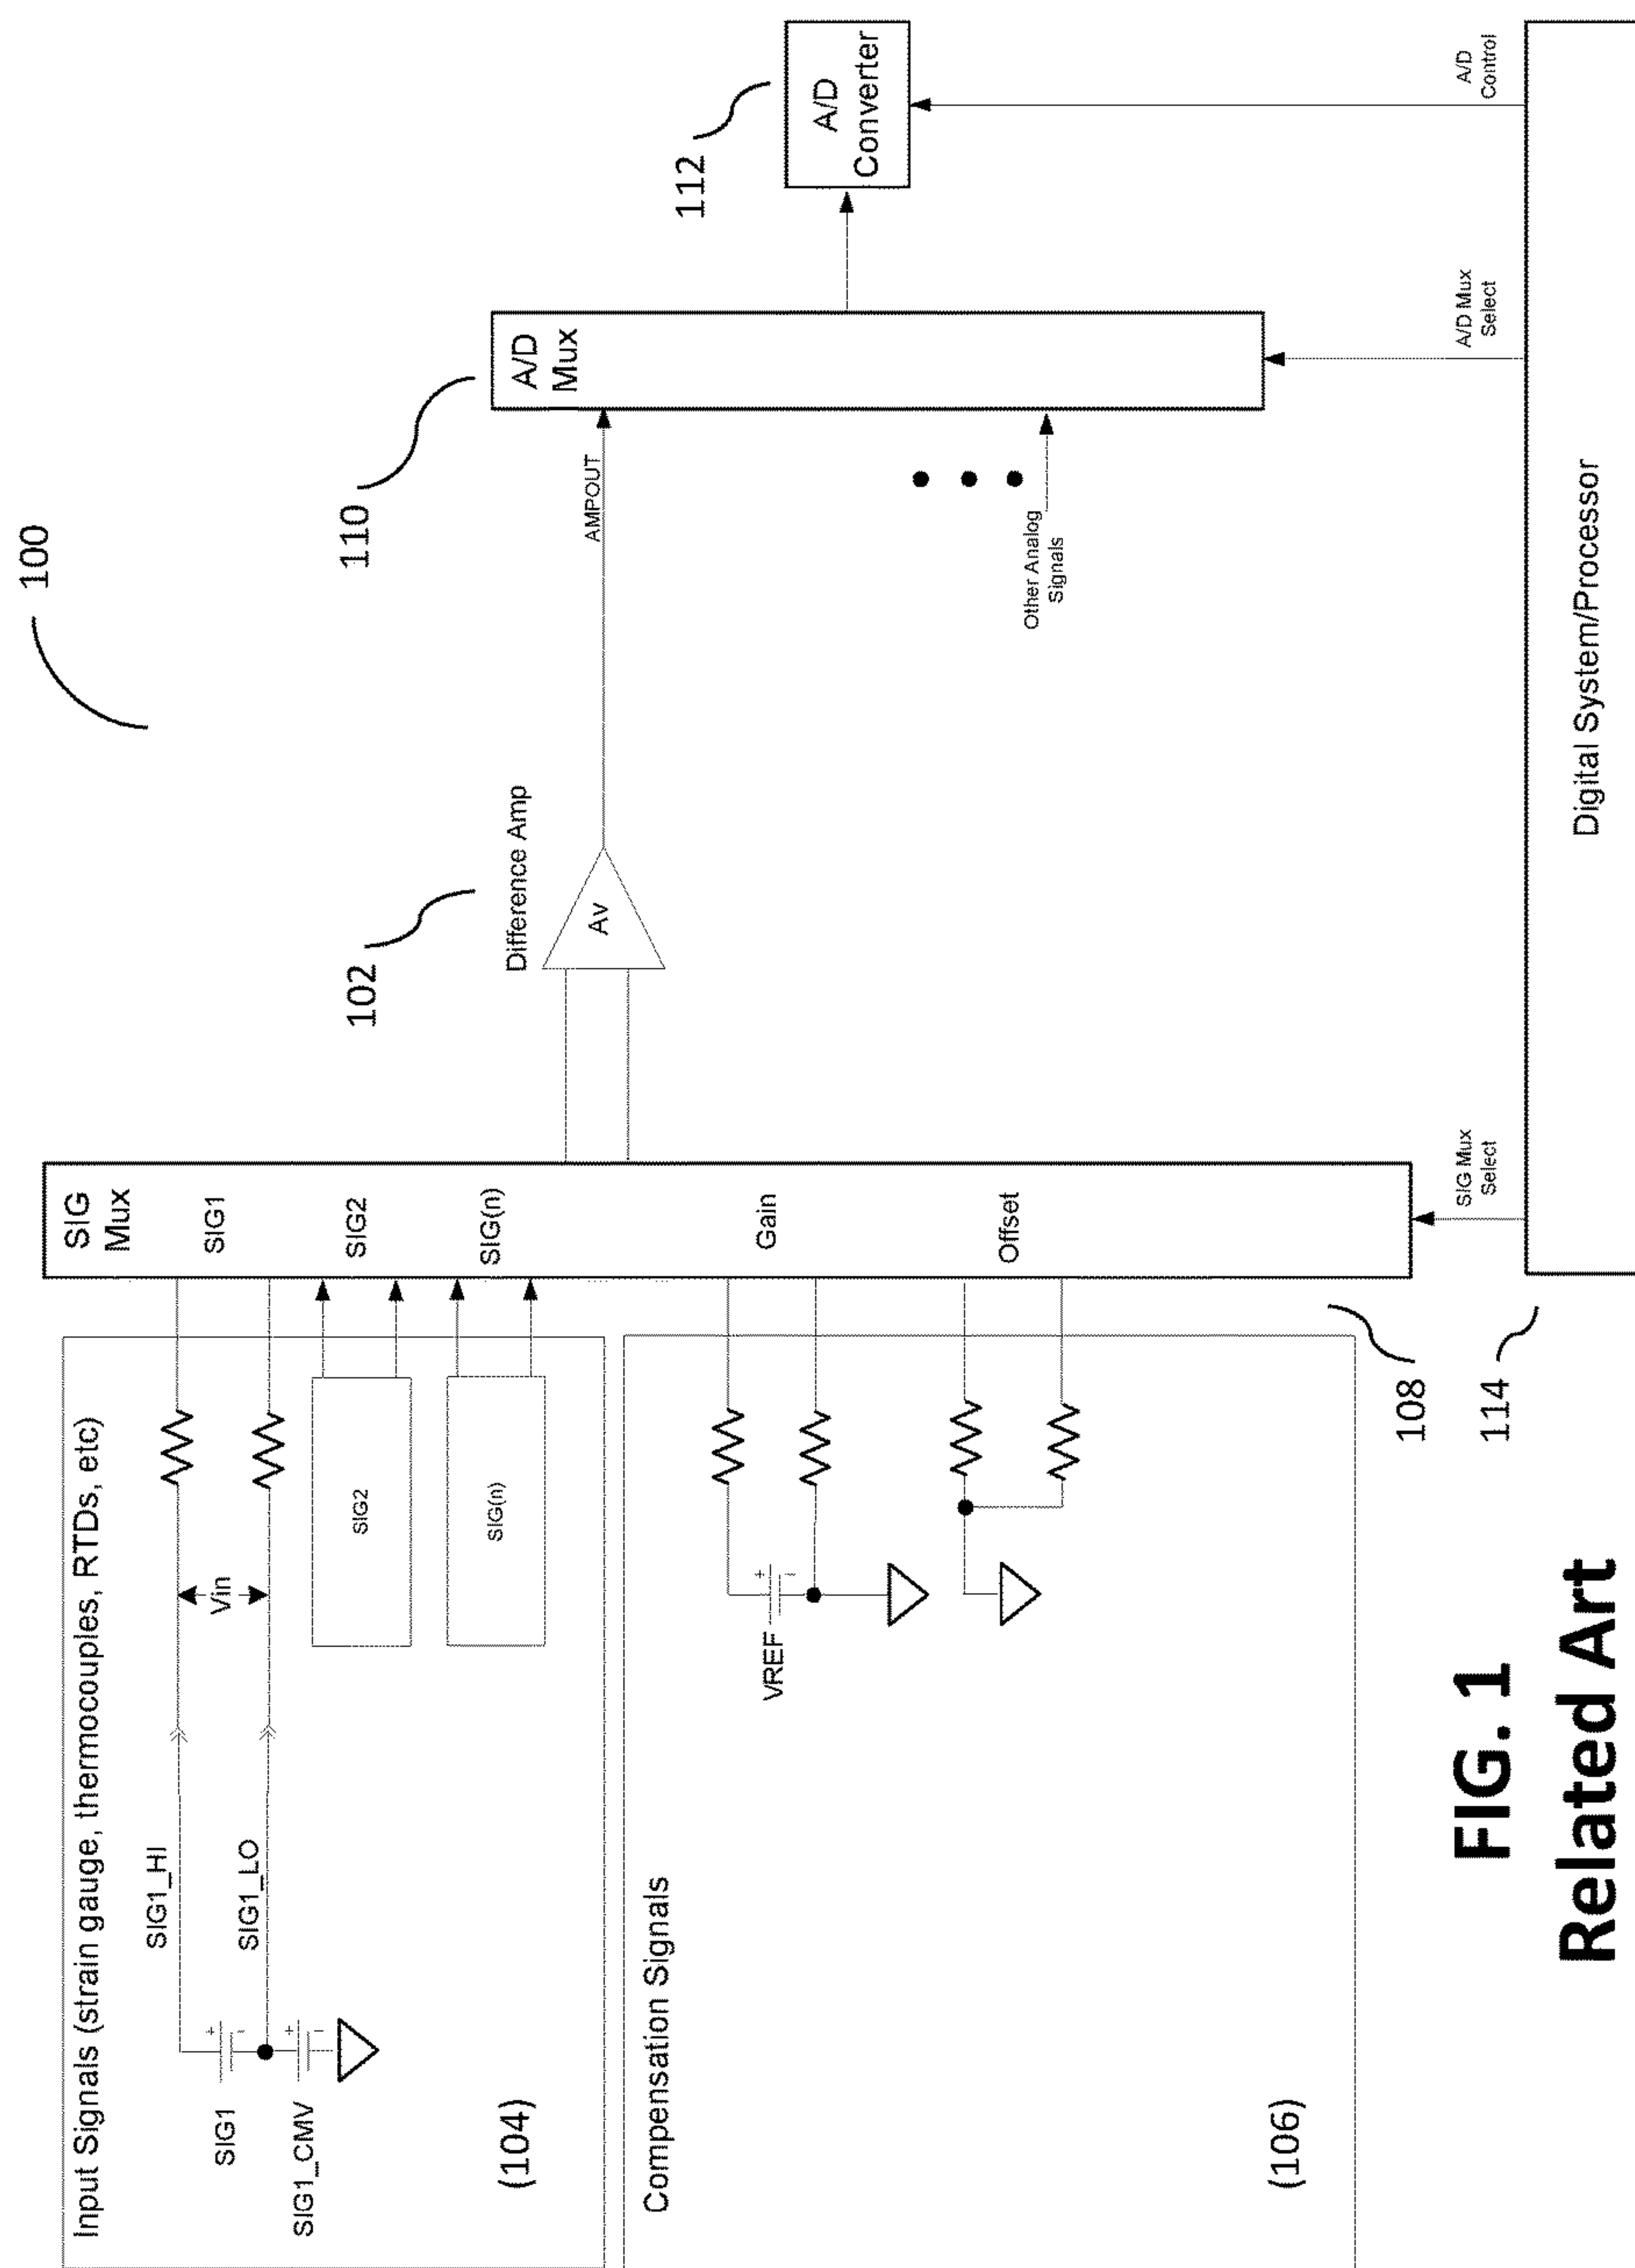 100
Input Signals (strain gauge, thermocouples, RTDs, etc)
SIG1_HI
SIG1_LO
SIG1
SIG1_CMV
+
−
+
−
Vin
SIG2
SIG(n)
(104)
Compensation Signals
VREF
+
−
(106)
SIG
Mux
SIG1
SIG2
SIG(n)
Gain
Offset
108
102
Difference Amp
Av
AMPOUT
110
A/D
Mux
Other Analog
Signals
112
A/D
Converter
SIG Mux
Select
A/D Mux
Select
A/D
Control
114
Digital System/Processor
FIG. 1
Related Art